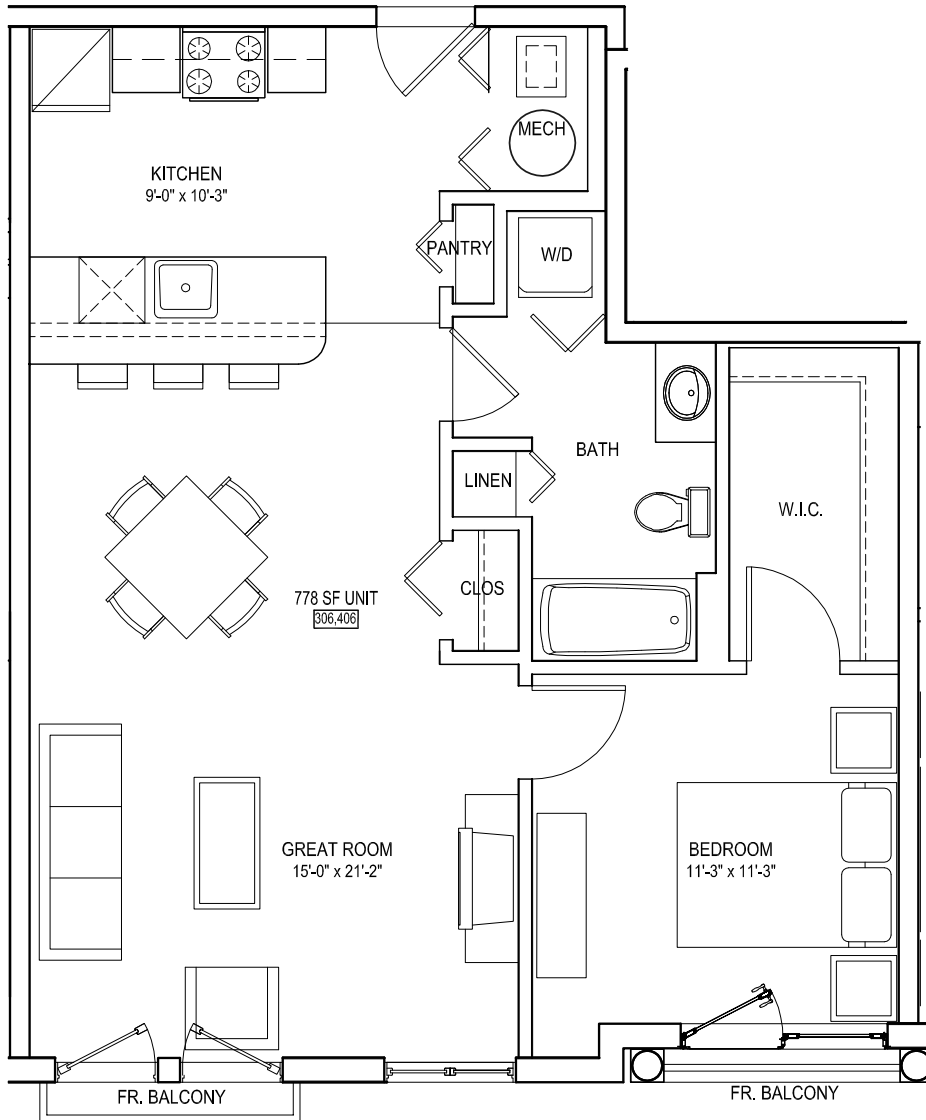 MECH
KITCHEN
9'-0" x 10'-3"
PANTRY
W/D
BATH
LINEN
W.I.C.
CLOS
778 SF UNIT
306,406
GREAT ROOM
15'-0" x 21'-2"
BEDROOM
11'-3" x 11'-3"
FR. BALCONY
FR. BALCONY